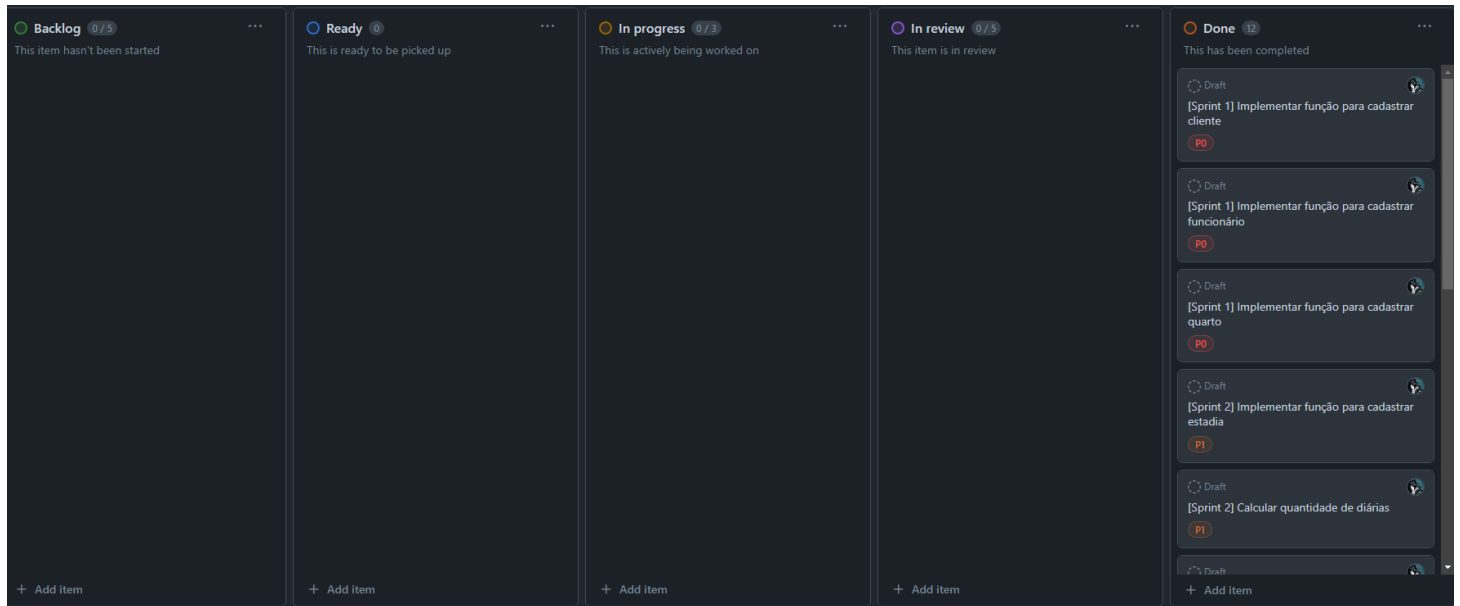 Backlog 0 / 5 ...
This item hasn't been started
+ Add item
Ready 0 ...
This is ready to be picked up
+ Add item
In progress 0 / 3 ...
This is actively being worked on
+ Add item
In review 0 / 5 ...
This item is in review
+ Add item
Done 12 ...
This has been completed
Draft
[Sprint 1] Implementar função para cadastrar
cliente
P0
Draft
[Sprint 1] Implementar função para cadastrar
funcionário
P0
Draft
[Sprint 1] Implementar função para cadastrar
quarto
P0
Draft
[Sprint 2] Implementar função para cadastrar
estadia
P1
Draft
[Sprint 2] Calcular quantidade de diárias
P1
Draft
+ Add item